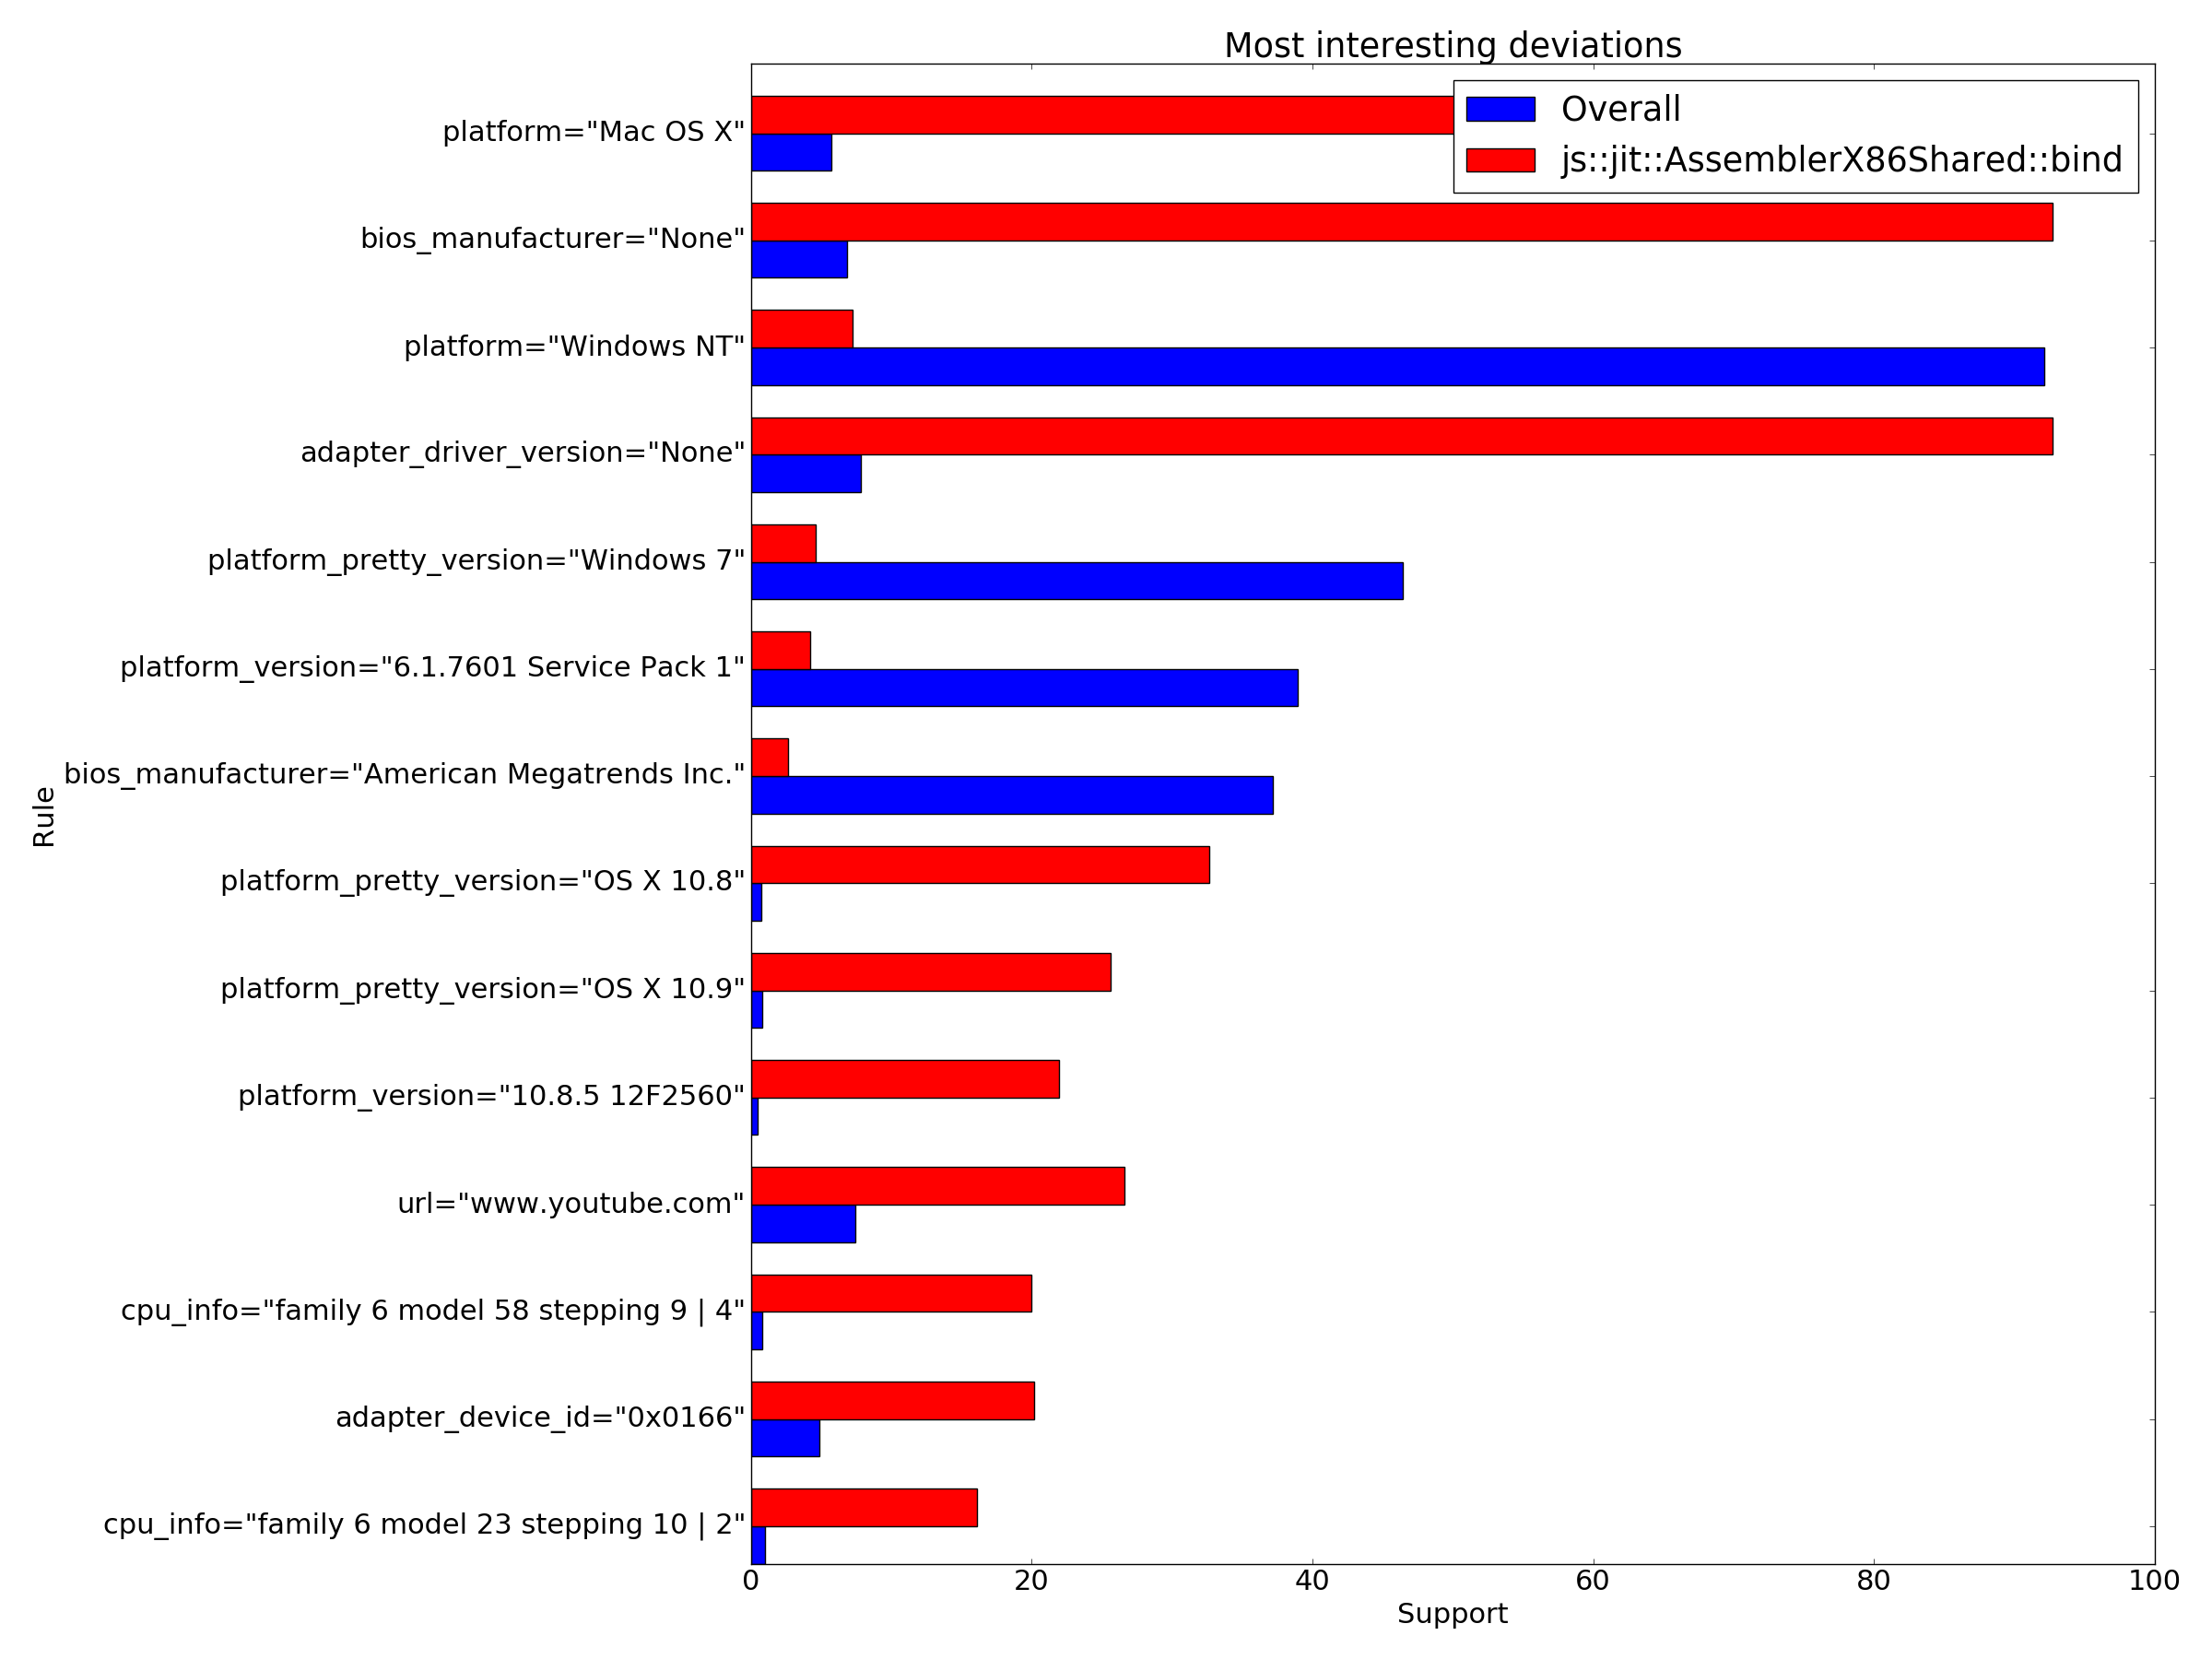 Most interesting deviations
Overall
js::jit::AssemblerX86Shared::bind
platform="Mac OS X"
bios_manufacturer="None"
platform="Windows NT"
adapter_driver_version="None"
platform_pretty_version="Windows 7"
platform_version="6.1.7601 Service Pack 1"
bios_manufacturer="American Megatrends Inc."
Rule
platform_pretty_version="OS X 10.8"
platform_pretty_version="OS X 10.9"
platform_version="10.8.5 12F2560"
url="www.youtube.com"
cpu_info="family 6 model 58 stepping 9 | 4"
adapter_device_id="0x0166"
cpu_info="family 6 model 23 stepping 10 | 2"
0 20 40 60 80 100
Support